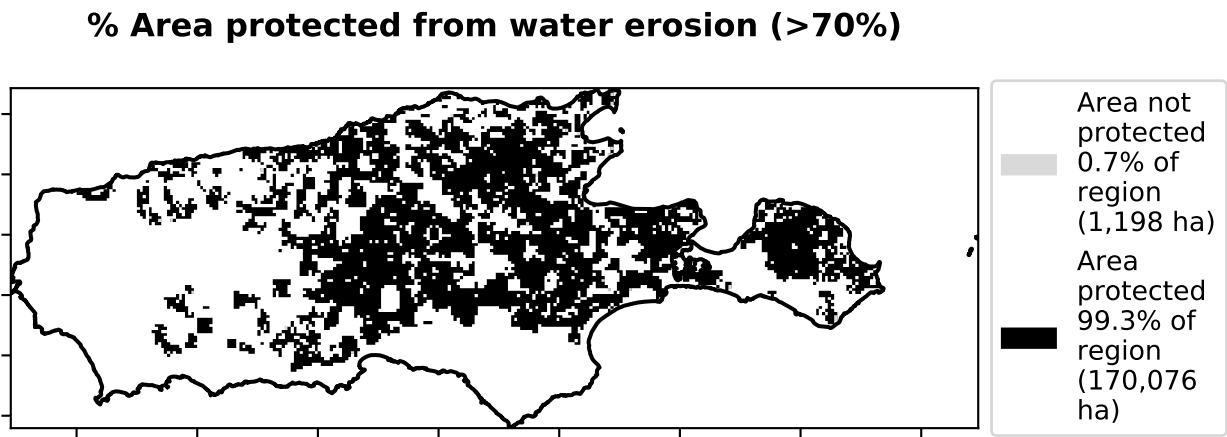 % Area protected from water erosion (>70%)
Area not
protected
0.7% of
region
(1,198 ha)
Area
protected
99.3% of
region
(170,076
ha)